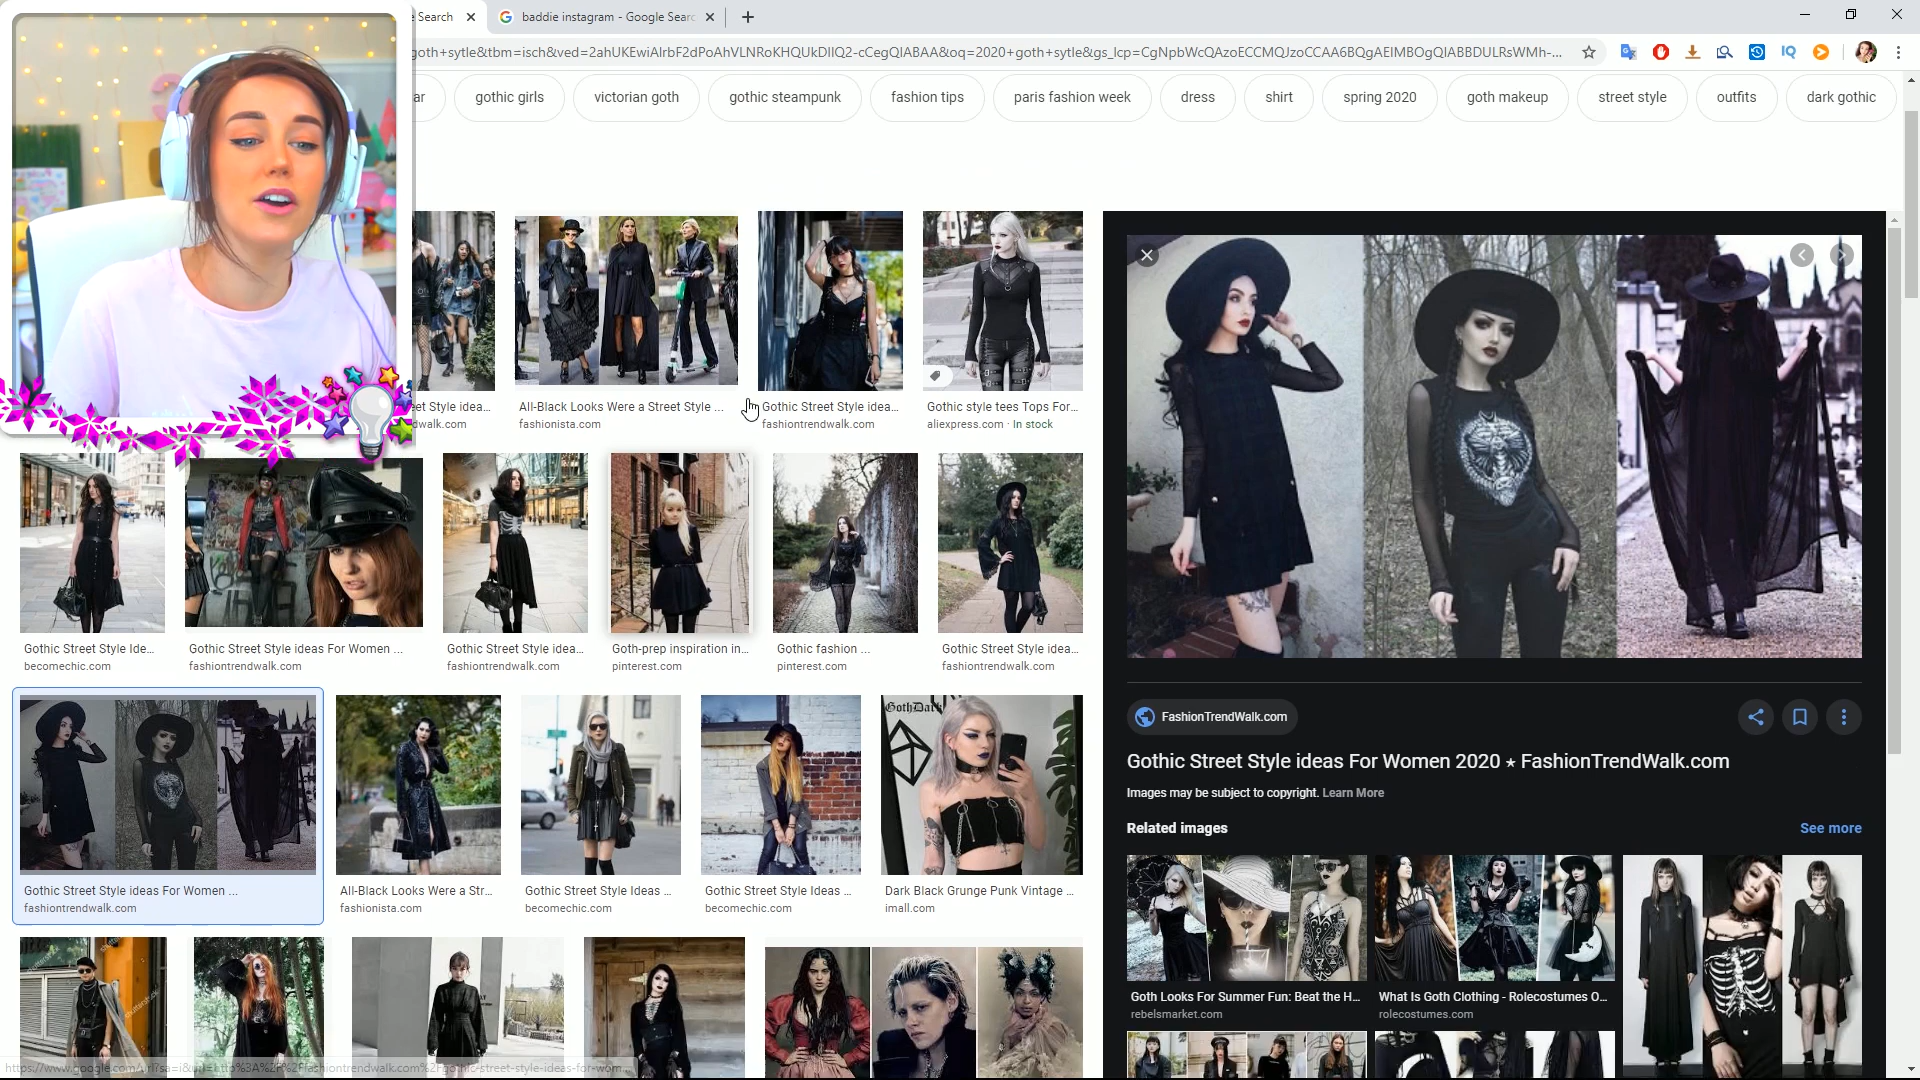 e Search
baddie instagram - Google Searc
goth+sytle&tbm=isch&ved=2ahUKEwiAlrbF2dPoAhVLNRoKHQUkDlIQ2-cCegQIABAA&oq=2020+goth+sytle&gs_lcp=CgNpbWcQAzoECCMQJzoCCAA6BQgAEIMBOgQIABBDULRsWMh-...
ar
gothic girls
victorian goth
gothic steampunk
fashion tips
paris fashion week
dress
shirt
spring 2020
goth makeup
street style
outfits
dark gothic
eet Style idea...
dwalk.com
All-Black Looks Were a Street Style ...
fashionista.com
Gothic Street Style idea...
fashiontrendwalk.com
Gothic style tees Tops For...
aliexpress.com · In stock
Gothic Street Style Ide...
becomechic.com
Gothic Street Style ideas For Women ...
fashiontrendwalk.com
Gothic Street Style idea...
fashiontrendwalk.com
Goth-prep inspiration in...
pinterest.com
Gothic fashion ...
pinterest.com
Gothic Street Style idea...
fashiontrendwalk.com
GothDark
Gothic Street Style ideas For Women ...
fashiontrendwalk.com
All-Black Looks Were a Str...
fashionista.com
Gothic Street Style Ideas ...
becomechic.com
Gothic Street Style Ideas ...
becomechic.com
Dark Black Grunge Punk Vintage ...
imall.com
FashionTrendWalk.com
Gothic Street Style ideas For Women 2020 ⋆ FashionTrendWalk.com
Images may be subject to copyright. Learn More
Related images
See more
Goth Looks For Summer Fun: Beat the H...
rebelsmarket.com
What Is Goth Clothing - Rolecostumes O...
rolecostumes.com